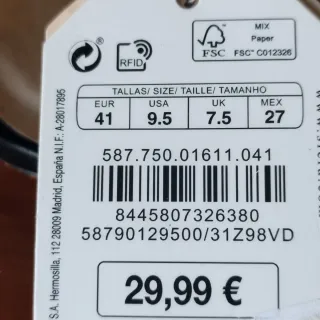 MIX
Paper
FSC
FSC™ C012326
RFID
TALLAS/ SIZE/ TAILLE/ TAMANHO
EUR USA UK MEX
41 9.5 7.5 27
587.750.01611.041
8445807326380
58790129500/31Z98VD
29,99 €
S.A. Hermosilla, 112 28009 Madrid, España N.I.F.: A-28017895